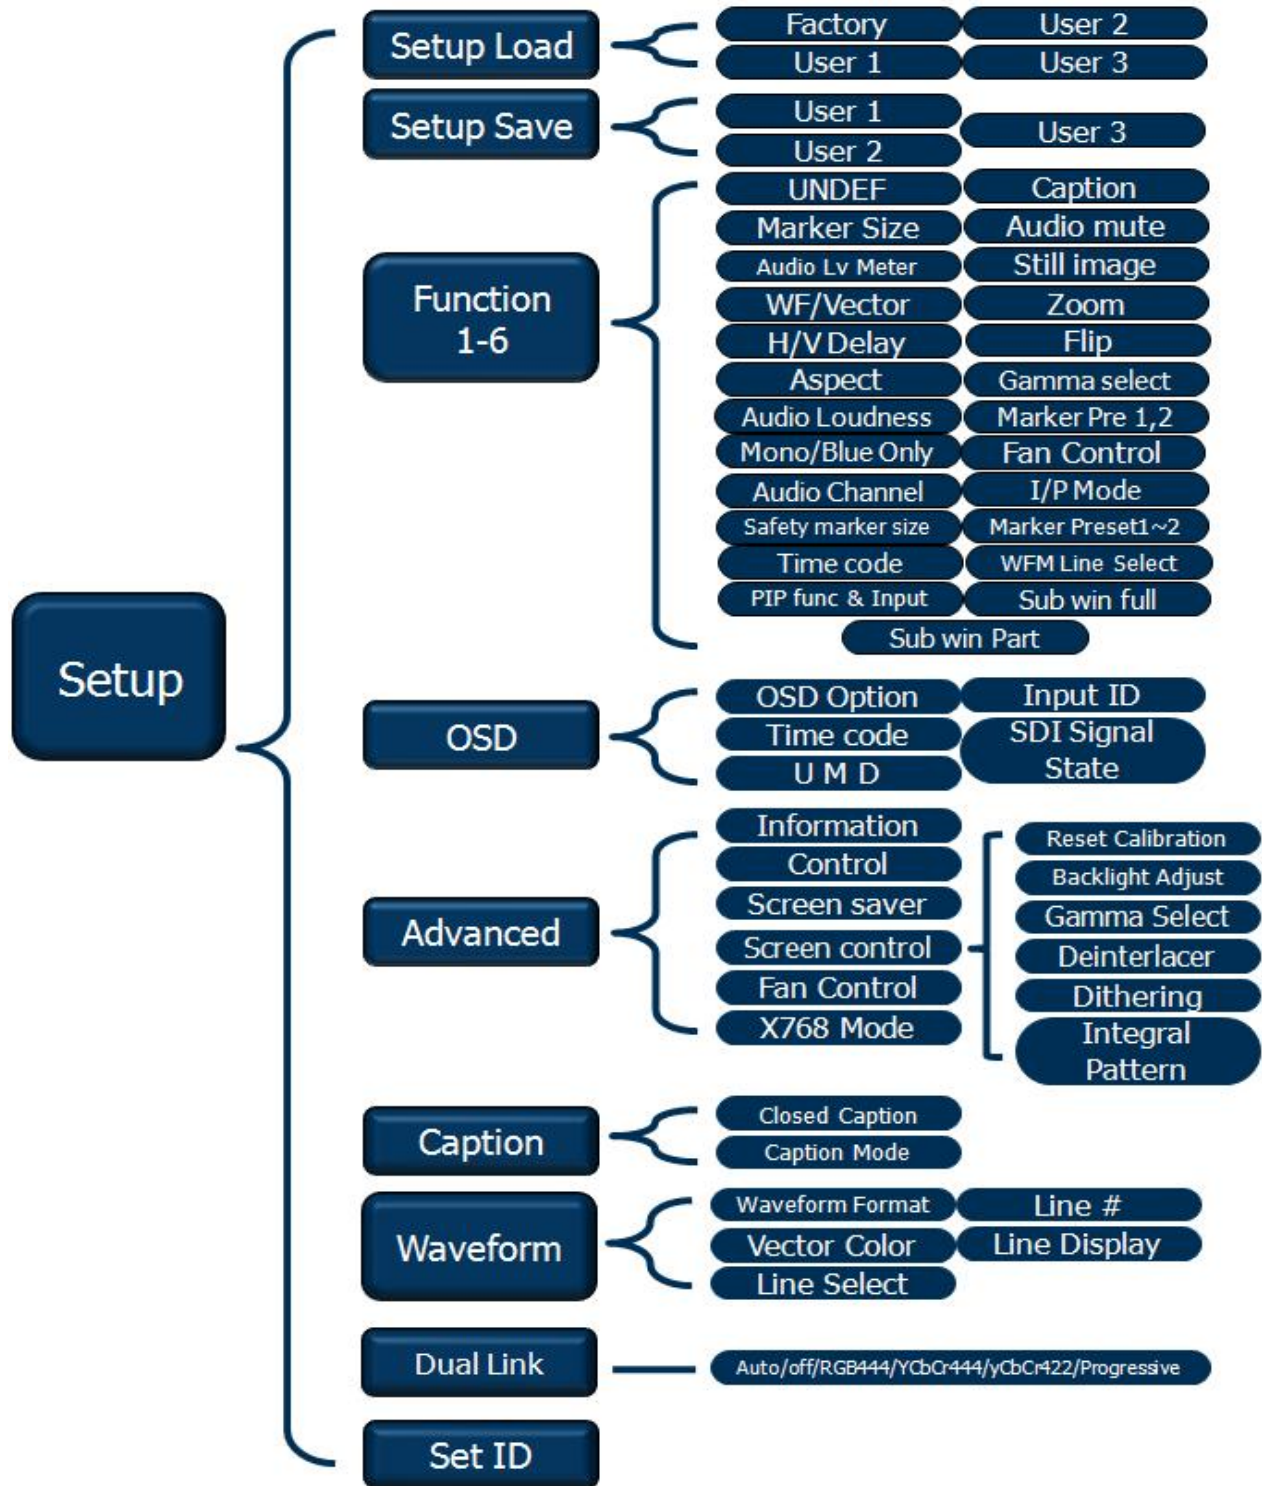 Setup
Setup Load
Factory
User 2
User 1
User 3
Setup Save
User 1
User 2
User 3
Function
1-6
UNDEF
Caption
Marker Size
Audio mute
Audio Lv Meter
Still image
WF/Vector
Zoom
H/V Delay
Flip
Aspect
Gamma select
Audio Loudness
Marker Pre 1,2
Mono/Blue Only
Fan Control
Audio Channel
I/P Mode
Safety marker size
Marker Preset1~2
Time code
WFM Line Select
PIP func & Input
Sub win full
Sub win Part
OSD
OSD Option
Input ID
Time code
SDI Signal
State
U M D
Advanced
Information
Control
Screen saver
Screen control
Fan Control
X768 Mode
Reset Calibration
Backlight Adjust
Gamma Select
Deinterlacer
Dithering
Integral
Pattern
Caption
Closed Caption
Caption Mode
Waveform
Waveform Format
Line #
Vector Color
Line Display
Line Select
Dual Link
Auto/off/RGB444/YCbCr444/yCbCr422/Progressive
Set ID